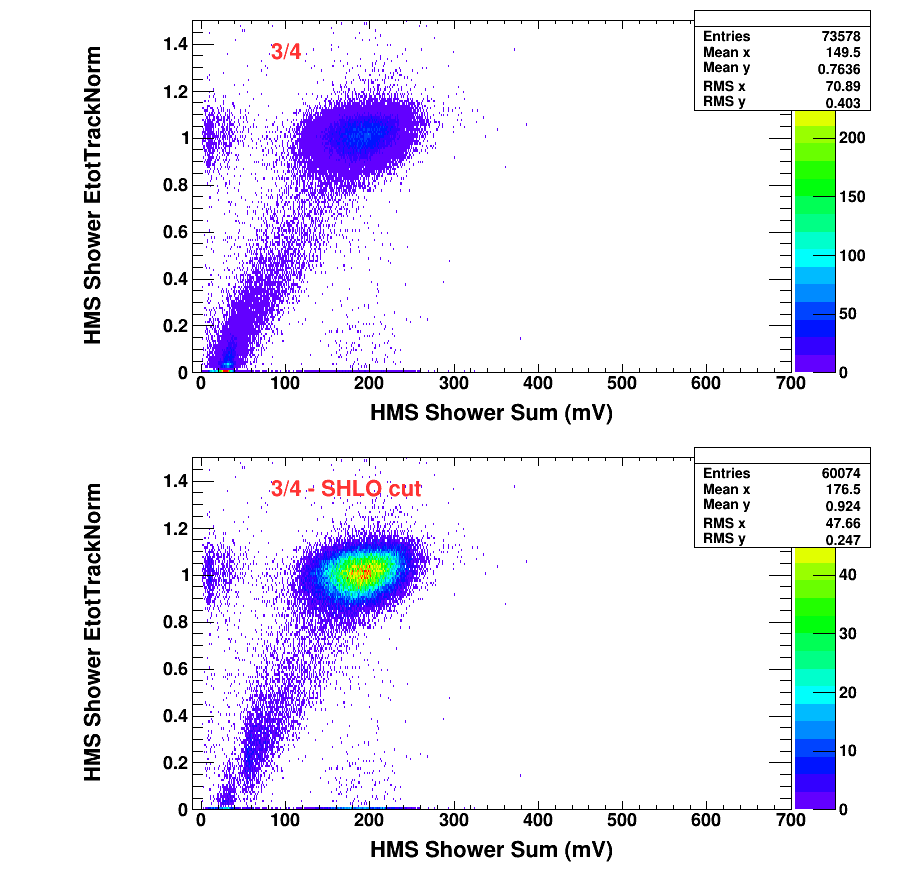 3/4
Entries 73578
Mean x 149.5
Mean y 0.7636
RMS x 70.89
RMS y 0.403
HMS Shower EtotTrackNorm
1.4
1.2
1
0.8
0.6
0.4
0.2
0
0 100 200 300 400 500 600 700
HMS Shower Sum (mV)
200
150
100
50
0
3/4 - SHLO cut
Entries 60074
Mean x 176.5
Mean y 0.924
RMS x 47.66
RMS y 0.247
HMS Shower EtotTrackNorm
1.4
1.2
1
0.8
0.6
0.4
0.2
0
0 100 200 300 400 500 600 700
HMS Shower Sum (mV)
40
30
20
10
0